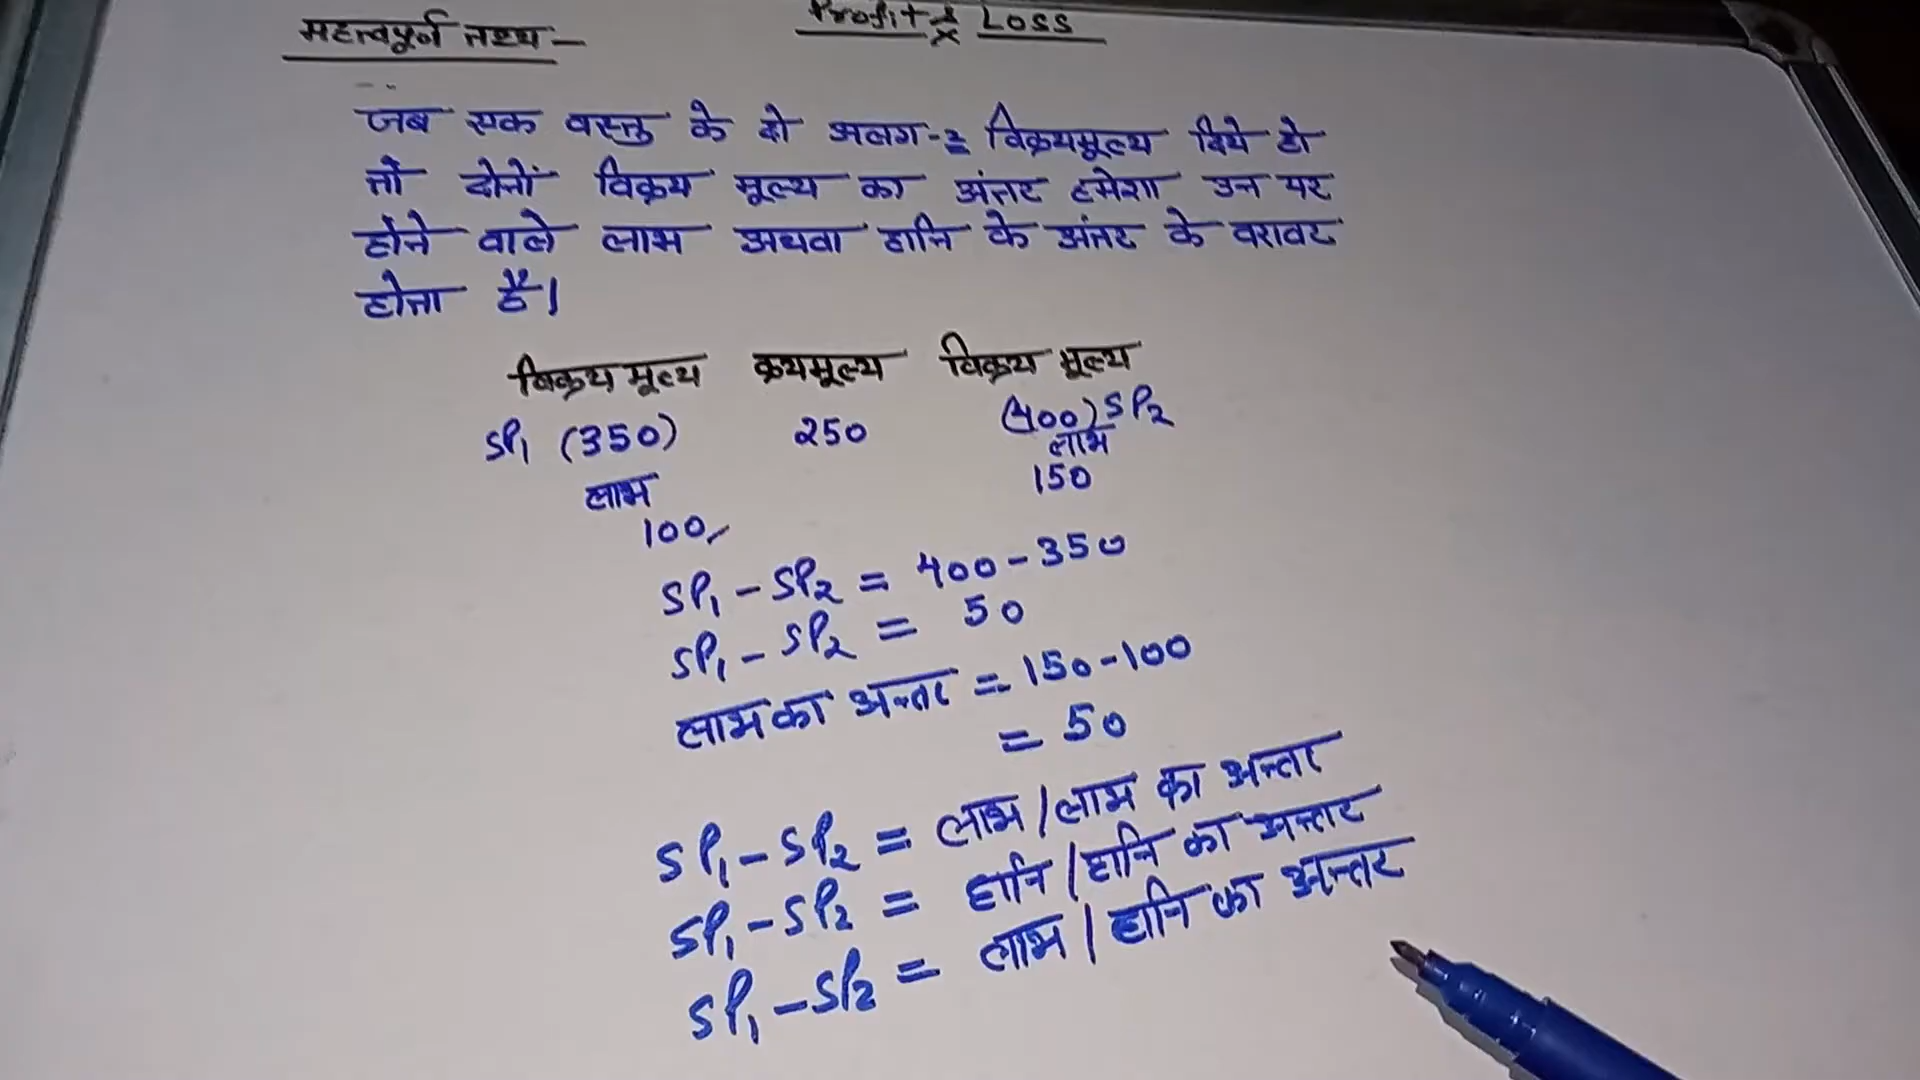 महत्त्वपूर्ण तथ्य – Profit & Loss
जब एक वस्तु के दो अलग-2 विक्रयमूल्य दिये हो
तो दोनों विक्रय मूल्य का अंतर हमेशा उन पर
होने वाले लाभ अथवा हानि के अंतर के बराबर
होता है।
विक्रय मूल्य क्रयमूल्य विक्रय मूल्य
SP₁ (350) 250 (400) SP₂
लाभ लाभ
100/ 150
SP₁ – SP₂ = 400 – 350
SP₁ – SP₂ = 50
लाभ का अन्तर = 150 – 100
= 50
SP₁ – SP₂ = लाभ / लाभ का अन्तर
SP₁ – SP₂ = हानि / हानि का अन्तर
SP₁ – SP₂ = लाभ / हानि का अन्तर